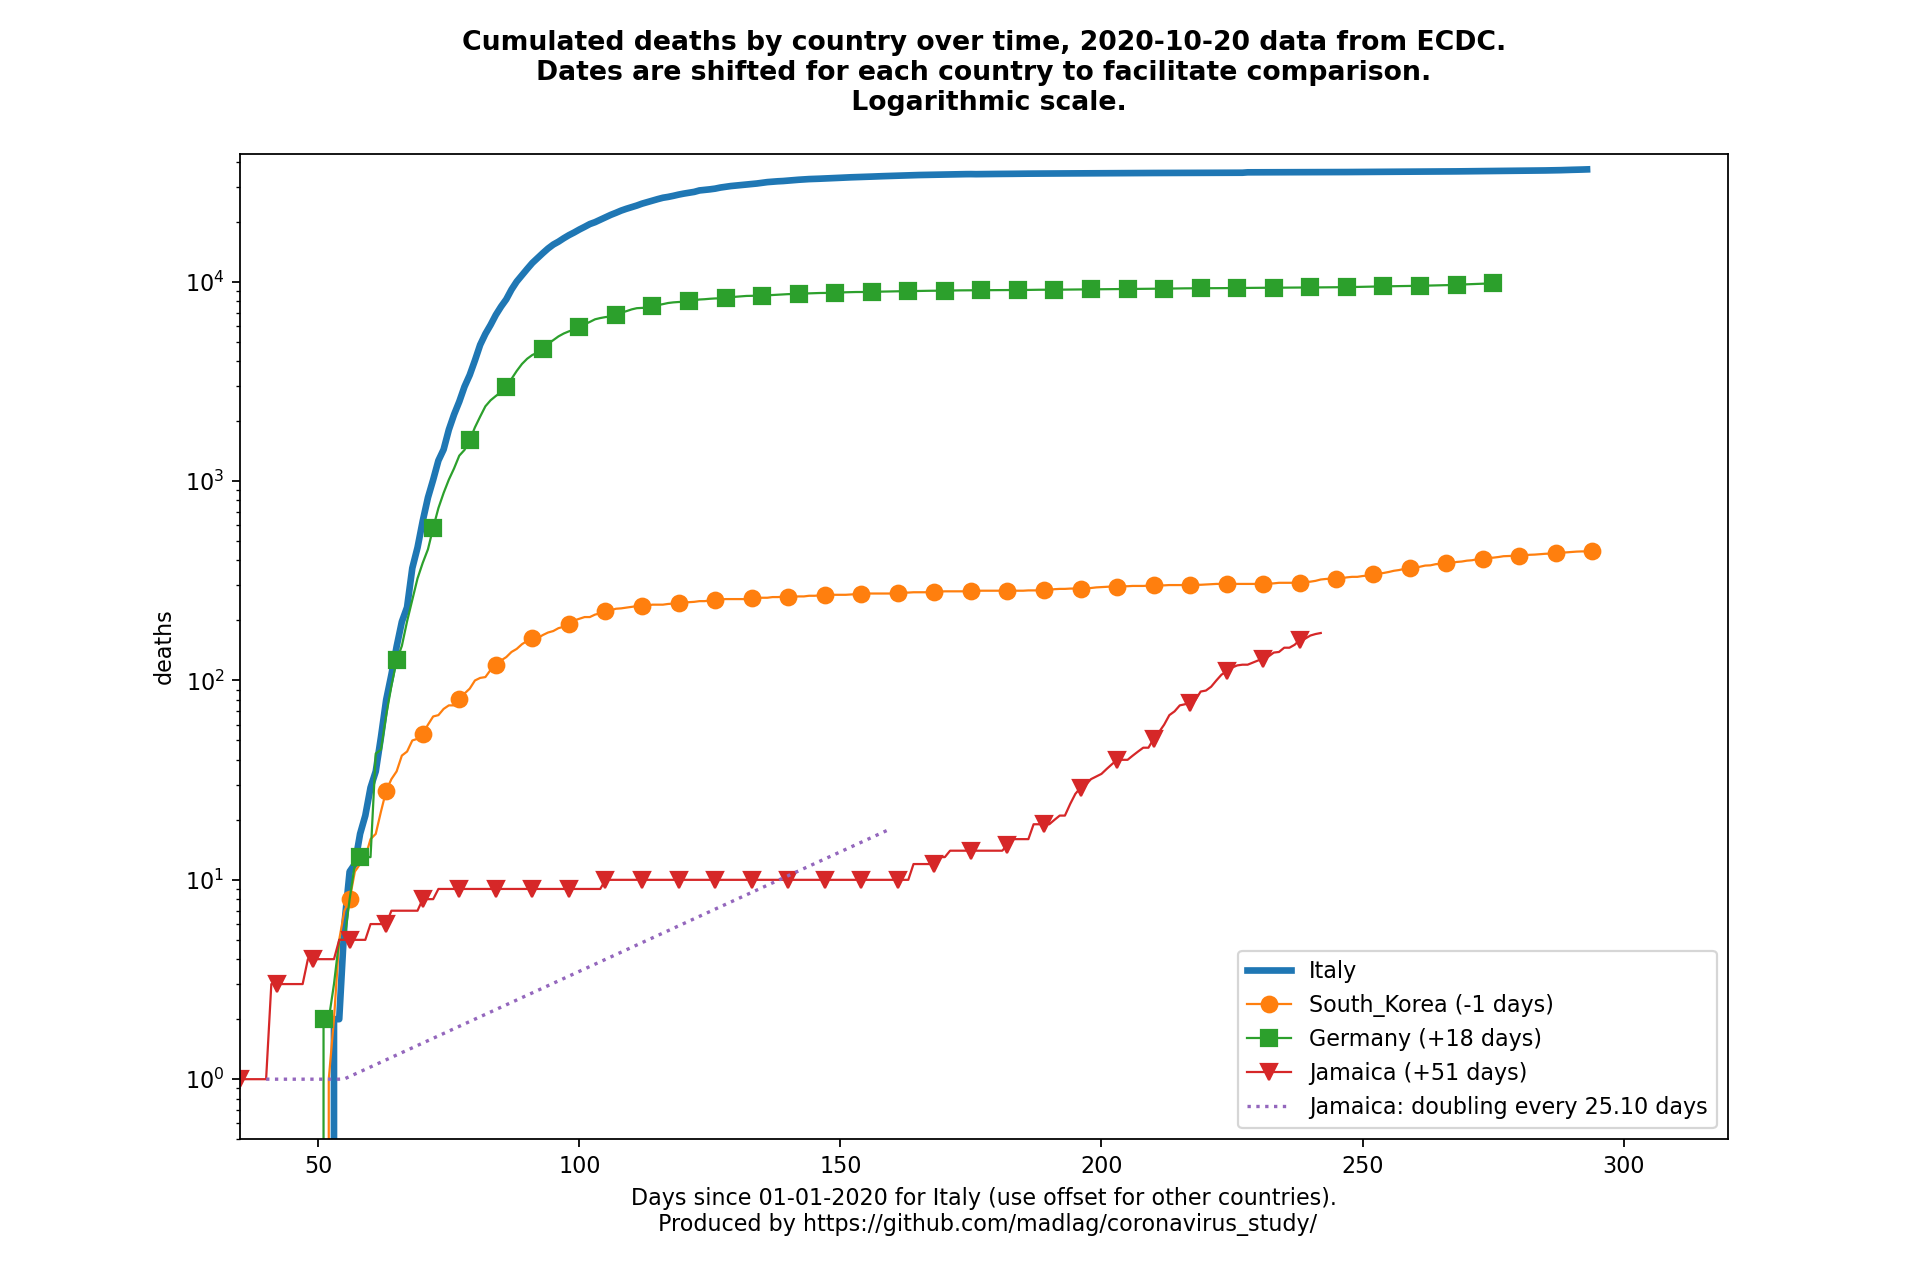 Cumulated deaths by country over time, 2020-10-20 data from ECDC.
Dates are shifted for each country to facilitate comparison.
Logarithmic scale.
deaths
10^4
10^3
10^2
10^1
10^0
Italy
South_Korea (-1 days)
Germany (+18 days)
Jamaica (+51 days)
Jamaica: doubling every 25.10 days
50 100 150 200 250 300
Days since 01-01-2020 for Italy (use offset for other countries).
Produced by https://github.com/madlag/coronavirus_study/